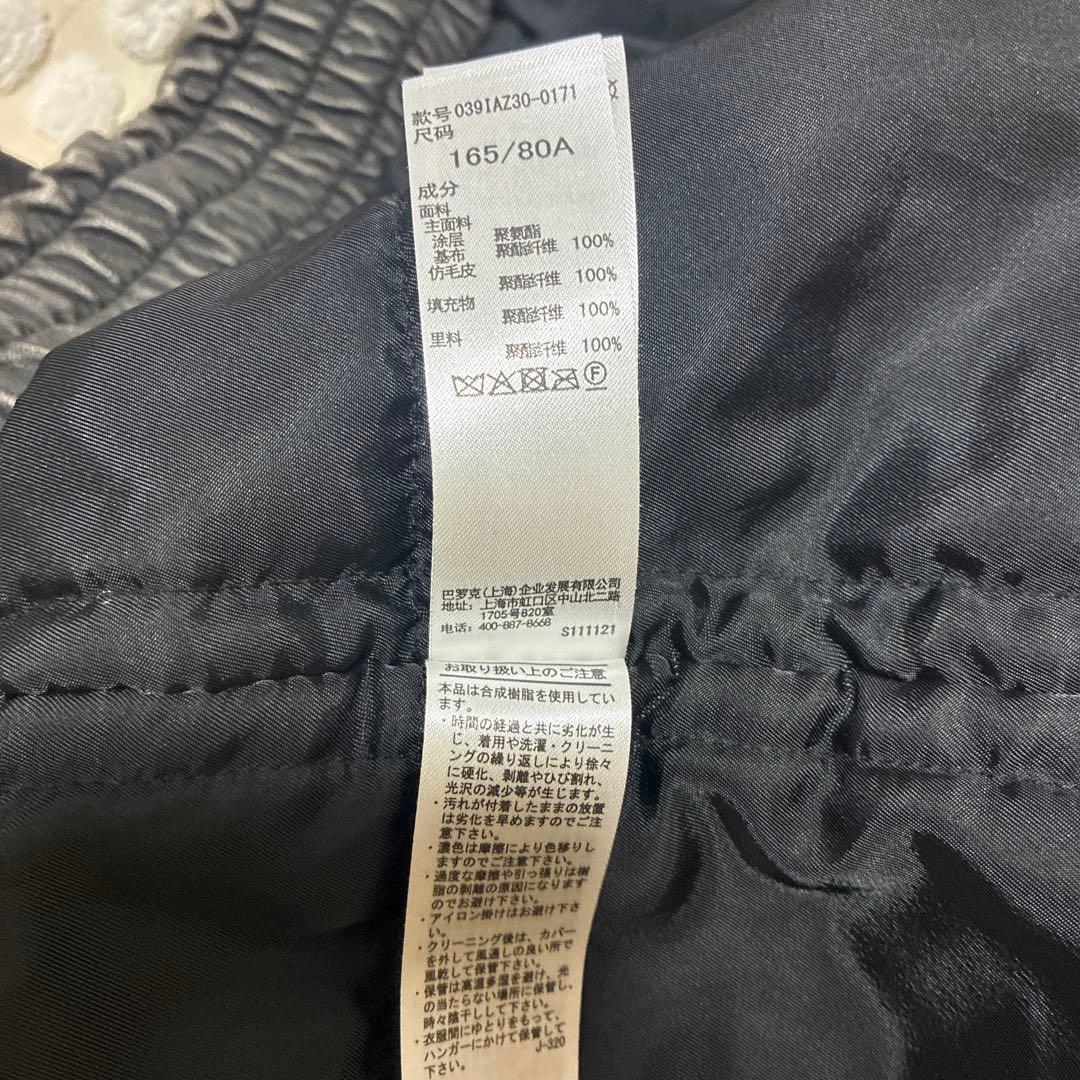 款号 039IAZ30-0171
尺码
165/80A
成分
面料
主面料
涂层 聚氨酯
基布 聚酯纤维 100%
仿毛皮 聚酯纤维 100%
填充物 聚酯纤维 100%
里料 聚酯纤维 100%
F
巴罗克(上海)企业发展有限公司
地址: 上海市虹口区中山北二路
1705号820室
电话: 400-887-8668
S111121
お取り扱い上のご注意
本品は合成樹脂を使用してい
ます。
・時間の経過と共に劣化が生
じ、着用や洗濯・クリーニ
ングの繰り返しにより徐々
に硬化、剥離やひび割れ、
光沢の減少等が生じます。
・汚れが付着したままの放置
は劣化を早めますのでご注
意下さい。
・濃色は摩擦により色移りし
ますのでご注意下さい。
・過度な摩擦や引っ張りは樹
脂の剥離の原因になります
のでお避け下さい。
・アイロン掛けはお避け下さ
い。
・クリーニング後は、カバー
を外して風通しの良い所で
風乾して保管下さい。
・保管は高温多湿を避け、光
の当たらない場所に保管し、
時々陰干しして下さい。
・衣服間にゆとりをもって、
ハンガーにかけて保管して
下さい。
J-320